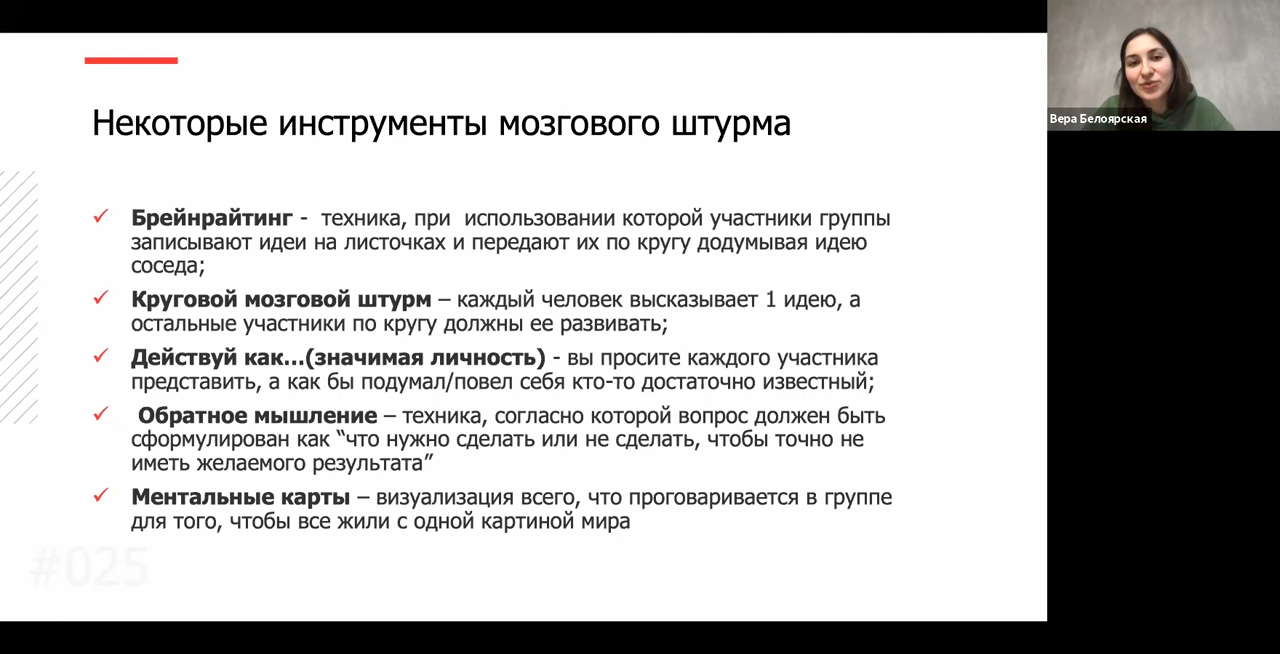 Некоторые инструменты мозгового штурма
Брейнрайтинг - техника, при использовании которой участники группы
записывают идеи на листочках и передают их по кругу додумывая идею
соседа;
Круговой мозговой штурм – каждый человек высказывает 1 идею, а
остальные участники по кругу должны ее развивать;
Действуй как...(значимая личность) - вы просите каждого участника
представить, а как бы подумал/повел себя кто-то достаточно известный;
Обратное мышление – техника, согласно которой вопрос должен быть
сформулирован как “что нужно сделать или не сделать, чтобы точно не
иметь желаемого результата”
Ментальные карты – визуализация всего, что проговаривается в группе
для того, чтобы все жили с одной картиной мира
#025
Вера Белоярская